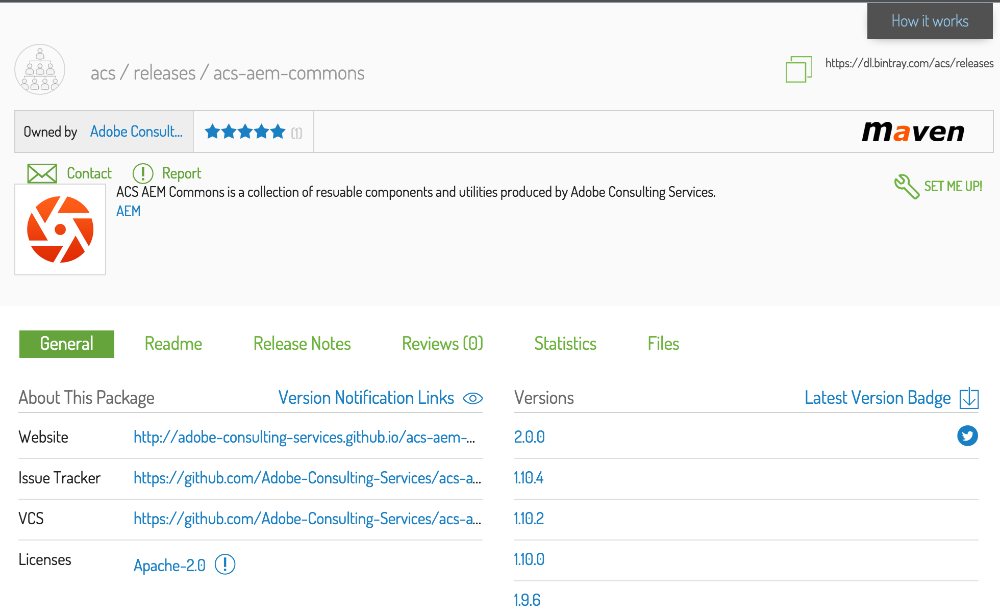 How it works
acs / releases / acs-aem-commons
https://dl.bintray.com/acs/releases
Owned by Adobe Consult... (1) maven
Contact Report
SET ME UP!
ACS AEM Commons is a collection of resuable components and utilities produced by Adobe Consulting Services.
AEM
General Readme Release Notes Reviews (0) Statistics Files
About This Package Version Notification Links
Website http://adobe-consulting-services.github.io/acs-aem-...
Issue Tracker https://github.com/Adobe-Consulting-Services/acs-a...
VCS https://github.com/Adobe-Consulting-Services/acs-a...
Licenses Apache-2.0
Versions Latest Version Badge
2.0.0
1.10.4
1.10.2
1.10.0
1.9.6